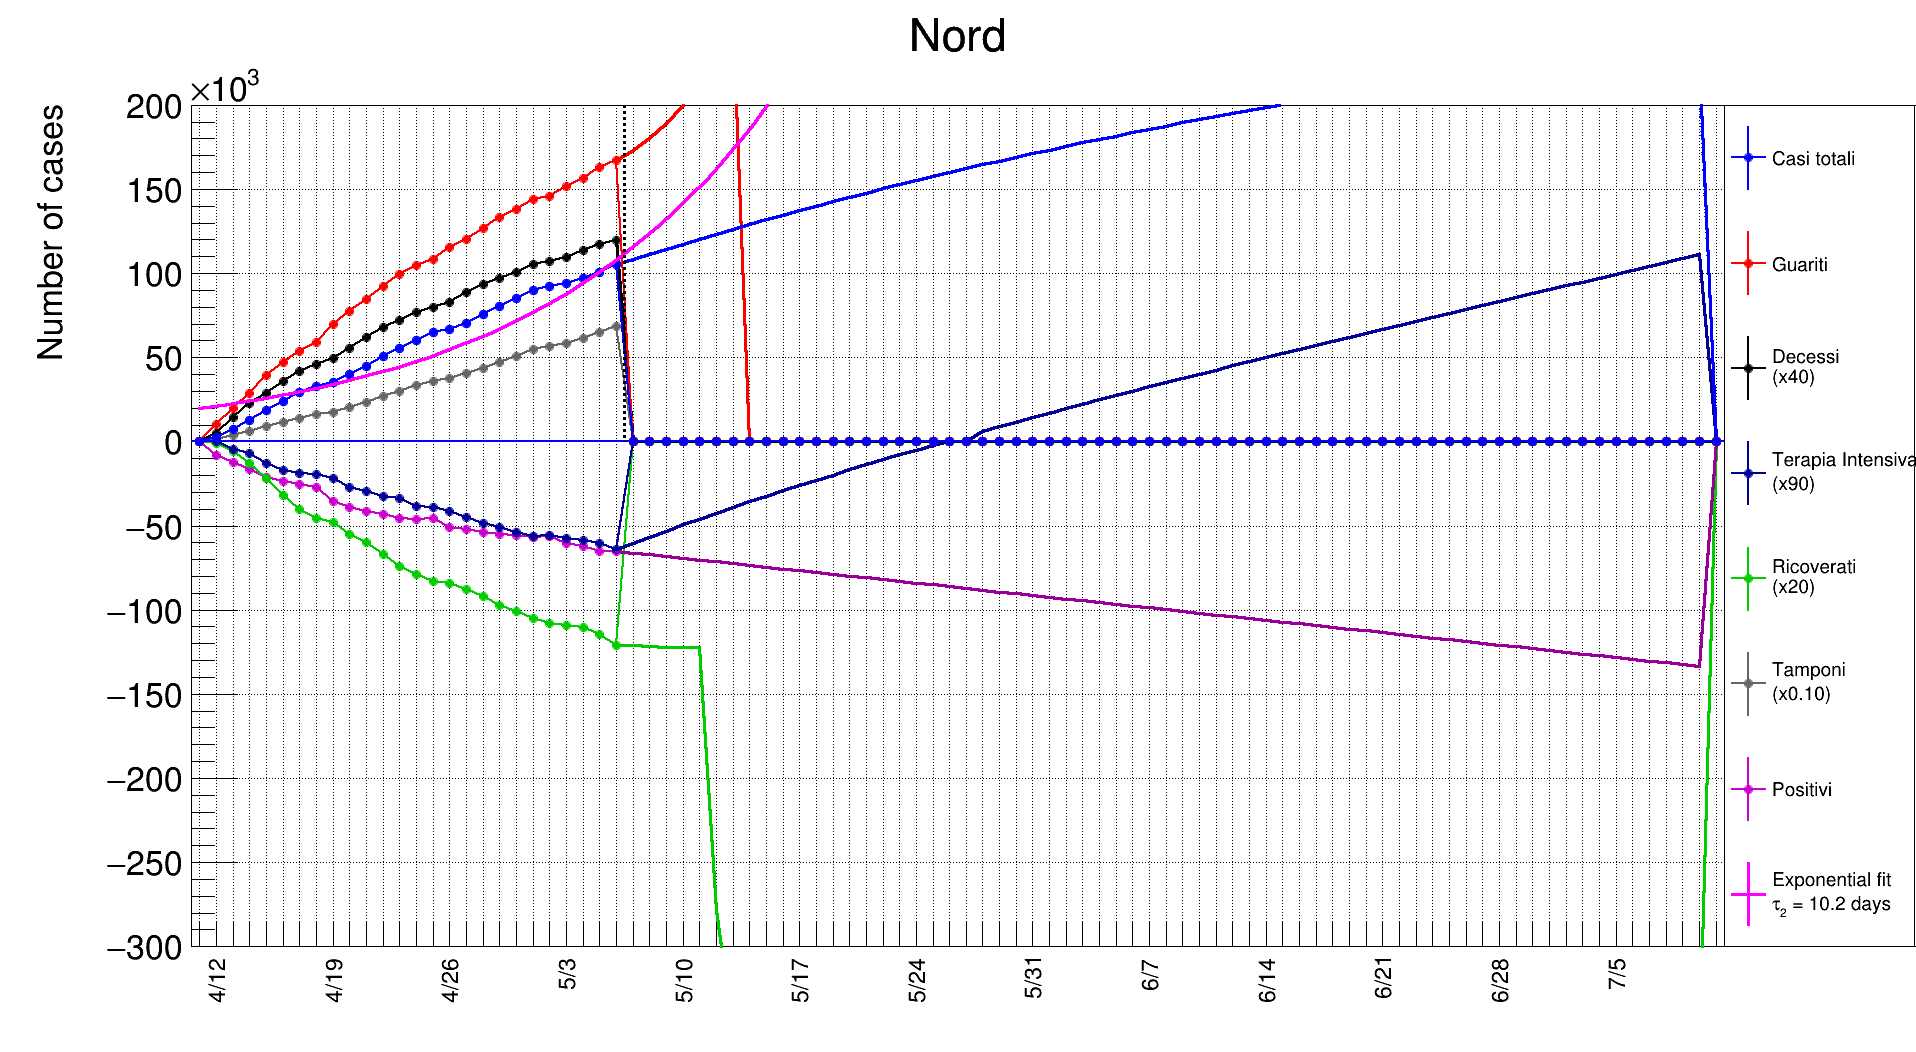 Nord
×10³
Number of cases
200
150
100
50
0
−50
−100
−150
−200
−250
−300
4/12
4/19
4/26
5/3
5/10
5/17
5/24
5/31
6/7
6/14
6/21
6/28
7/5
Casi totali
Guariti
Decessi
(x40)
Terapia Intensiva
(x90)
Ricoverati
(x20)
Tamponi
(x0.10)
Positivi
Exponential fit
τ₂ = 10.2 days